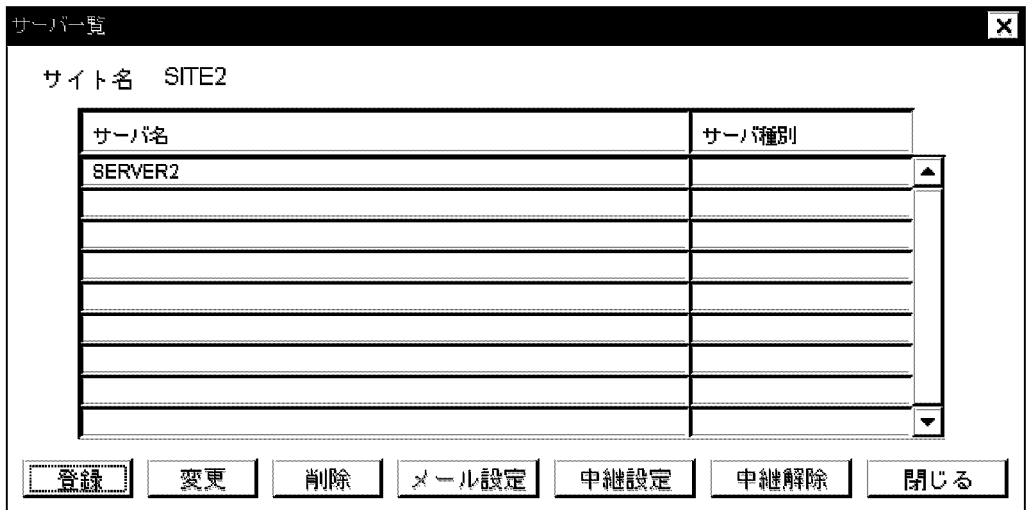 サーバ一覧
サイト名 SITE2
サーバ名 サーバ種別
SERVER2
登録 変更 削除 メール設定 中継設定 中継解除 閉じる